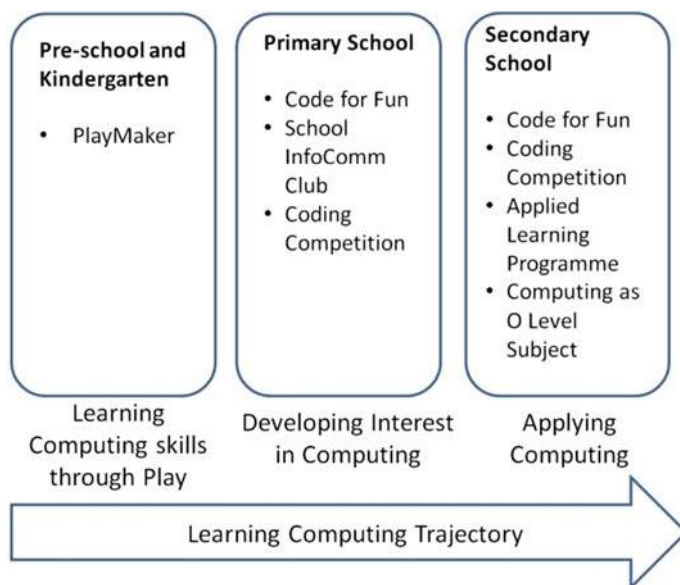 Pre-school and
Kindergarten
• PlayMaker
Primary School
• Code for Fun
• School
InfoComm
Club
• Coding
Competition
Secondary
School
• Code for Fun
• Coding
Competition
• Applied
Learning
Programme
• Computing as
O Level
Subject
Learning
Computing skills
through Play
Developing Interest
in Computing
Applying
Computing
Learning Computing Trajectory